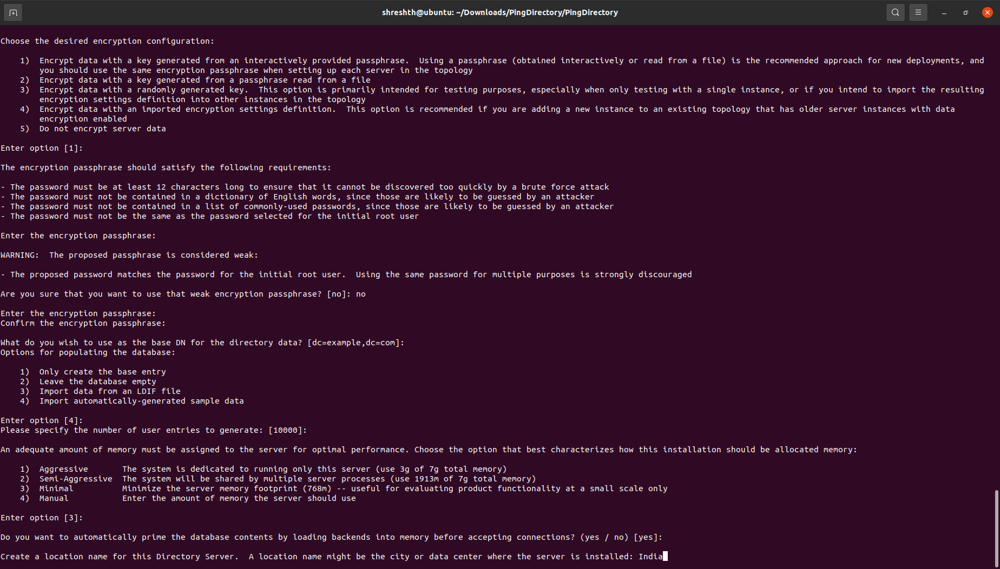 shreshth@ubuntu: ~/Downloads/PingDirectory/PingDirectory
Choose the desired encryption configuration:
1)  Encrypt data with a key generated from an interactively provided passphrase.  Using a passphrase (obtained interactively or read from a file) is the recommended approach for new deployments, and
you should use the same encryption passphrase when setting up each server in the topology
2)  Encrypt data with a key generated from a passphrase read from a file
3)  Encrypt data with a randomly generated key.  This option is primarily intended for testing purposes, especially when only testing with a single instance, or if you intend to import the resulting
encryption settings definition into other instances in the topology
4)  Encrypt data with an imported encryption settings definition.  This option is recommended if you are adding a new instance to an existing topology that has older server instances with data
encryption enabled
5)  Do not encrypt server data
Enter option [1]:
The encryption passphrase should satisfy the following requirements:
- The password must be at least 12 characters long to ensure that it cannot be discovered too quickly by a brute force attack
- The password must not be contained in a dictionary of English words, since those are likely to be guessed by an attacker
- The password must not be contained in a list of commonly-used passwords, since those are likely to be guessed by an attacker
- The password must not be the same as the password selected for the initial root user
Enter the encryption passphrase:
WARNING:  The proposed passphrase is considered weak:
- The proposed password matches the password for the initial root user.  Using the same password for multiple purposes is strongly discouraged
Are you sure that you want to use that weak encryption passphrase? [no]: no
Enter the encryption passphrase:
Confirm the encryption passphrase:
What do you wish to use as the base DN for the directory data? [dc=example,dc=com]:
Options for populating the database:
1)  Only create the base entry
2)  Leave the database empty
3)  Import data from an LDIF file
4)  Import automatically-generated sample data
Enter option [4]:
Please specify the number of user entries to generate: [10000]:
An adequate amount of memory must be assigned to the server for optimal performance. Choose the option that best characterizes how this installation should be allocated memory:
1)  Aggressive       The system is dedicated to running only this server (use 3g of 7g total memory)
2)  Semi-Aggressive  The system will be shared by multiple server processes (use 1913m of 7g total memory)
3)  Minimal          Minimize the server memory footprint (768m) -- useful for evaluating product functionality at a small scale only
4)  Manual           Enter the amount of memory the server should use
Enter option [3]:
Do you want to automatically prime the database contents by loading backends into memory before accepting connections? (yes / no) [yes]:
Create a location name for this Directory Server.  A location name might be the city or data center where the server is installed: India